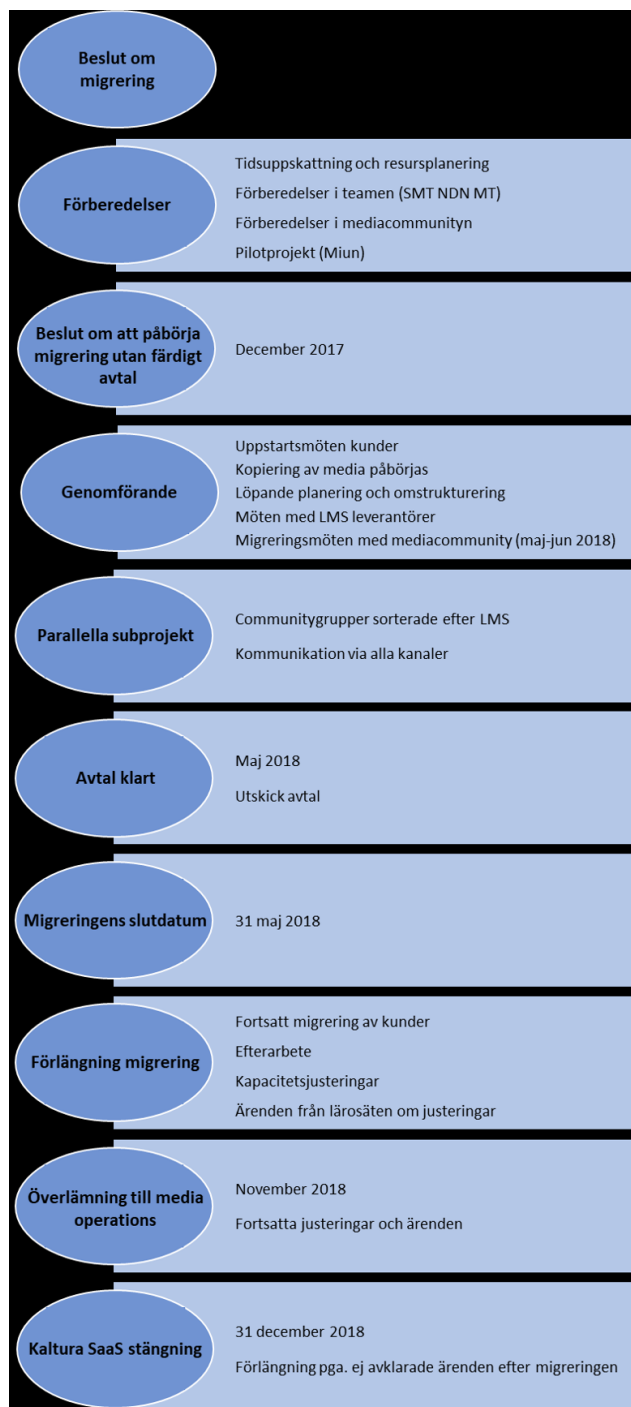 Beslut om
migrering
Förberedelser
Tidsuppskattning och resursplanering
Förberedelser i teamen (SMT NDN MT)
Förberedelser i mediacommunityn
Pilotprojekt (Miun)
Beslut om att påbörja
migrering utan färdigt
avtal
December 2017
Genomförande
Uppstartsmöten kunder
Kopiering av media påbörjas
Löpande planering och omstrukturering
Möten med LMS leverantörer
Migreringsmöten med mediacommunity (maj-jun 2018)
Parallella subprojekt
Communitygrupper sorterade efter LMS
Kommunikation via alla kanaler
Avtal klart
Maj 2018
Utskick avtal
Migreringens slutdatum
31 maj 2018
Förlängning migrering
Fortsatt migrering av kunder
Efterarbete
Kapacitetsjusteringar
Ärenden från lärosäten om justeringar
Överlämning till media
operations
November 2018
Fortsatta justeringar och ärenden
Kaltura SaaS stängning
31 december 2018
Förlängning pga. ej avklarade ärenden efter migreringen